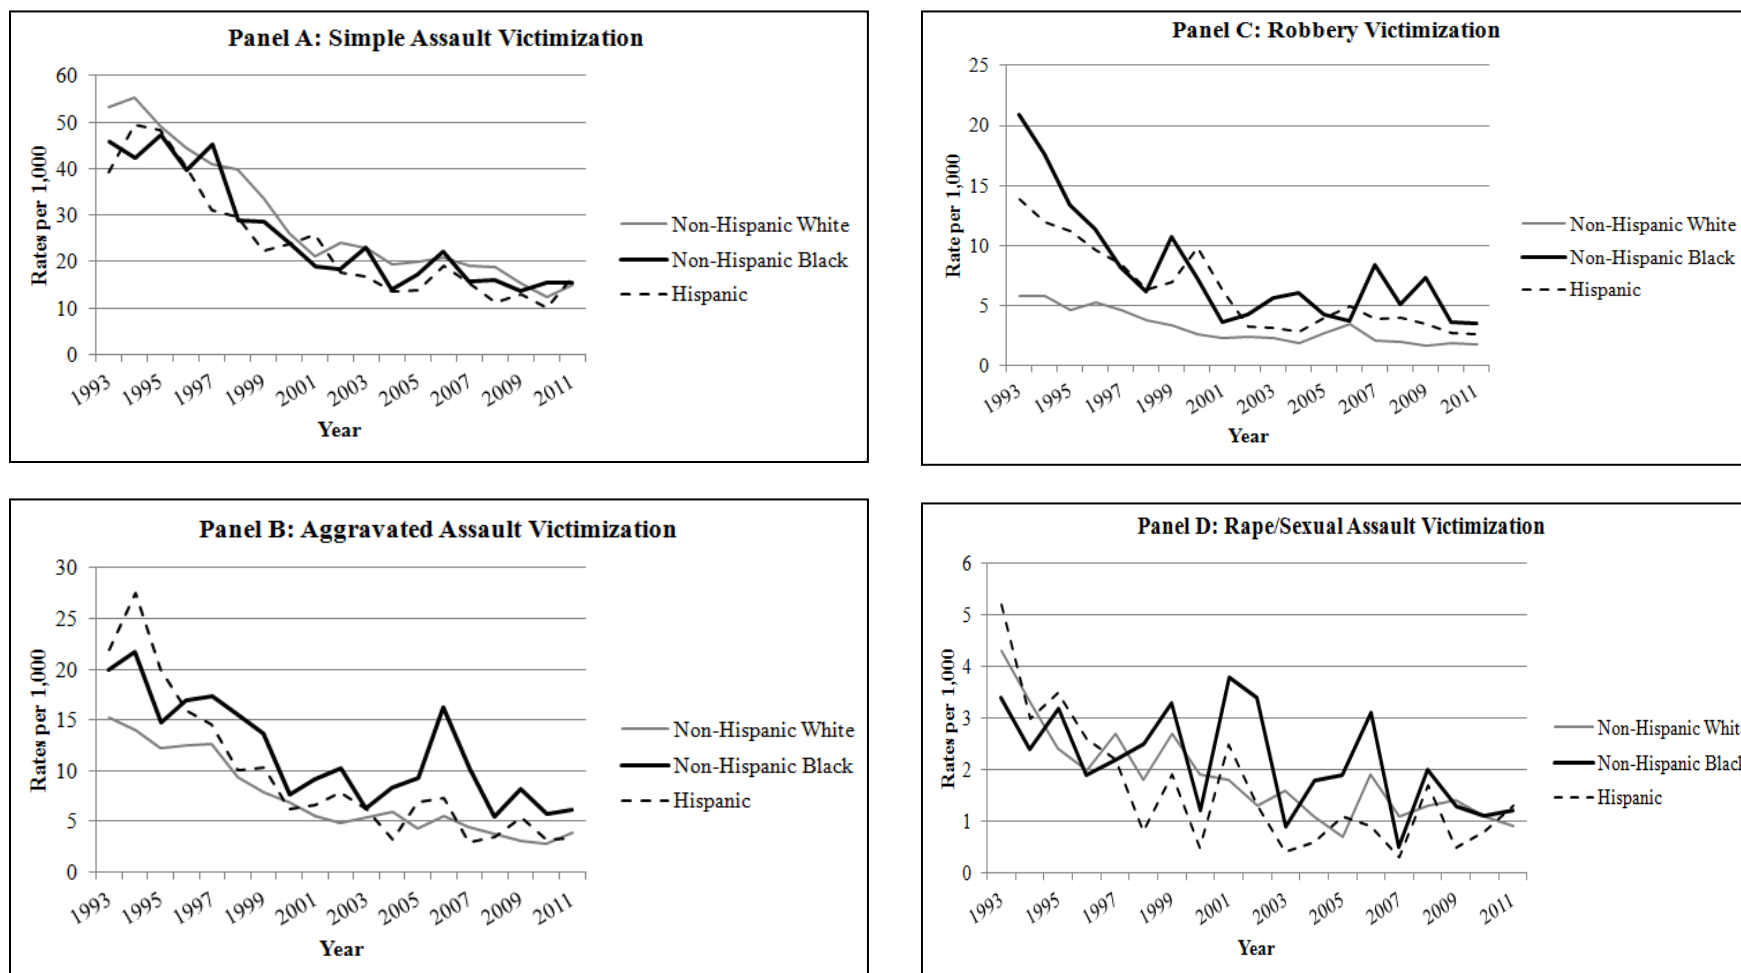 Panel A: Simple Assault Victimization
60
50
40
30
20
10
0
Rates per 1,000
1993
1995
1997
1999
2001
2003
2005
2007
2009
2011
Year
Non-Hispanic White
Non-Hispanic Black
Hispanic
Panel C: Robbery Victimization
25
20
15
10
5
0
Rate per 1,000
1993
1995
1997
1999
2001
2003
2005
2007
2009
2011
Year
Non-Hispanic White
Non-Hispanic Black
Hispanic
Panel B: Aggravated Assault Victimization
30
25
20
15
10
5
0
Rates per 1,000
1993
1995
1997
1999
2001
2003
2005
2007
2009
2011
Year
Non-Hispanic White
Non-Hispanic Black
Hispanic
Panel D: Rape/Sexual Assault Victimization
6
5
4
3
2
1
0
Rates per 1,000
1993
1995
1997
1999
2001
2003
2005
2007
2009
2011
Year
Non-Hispanic Whit
Non-Hispanic Black
Hispanic